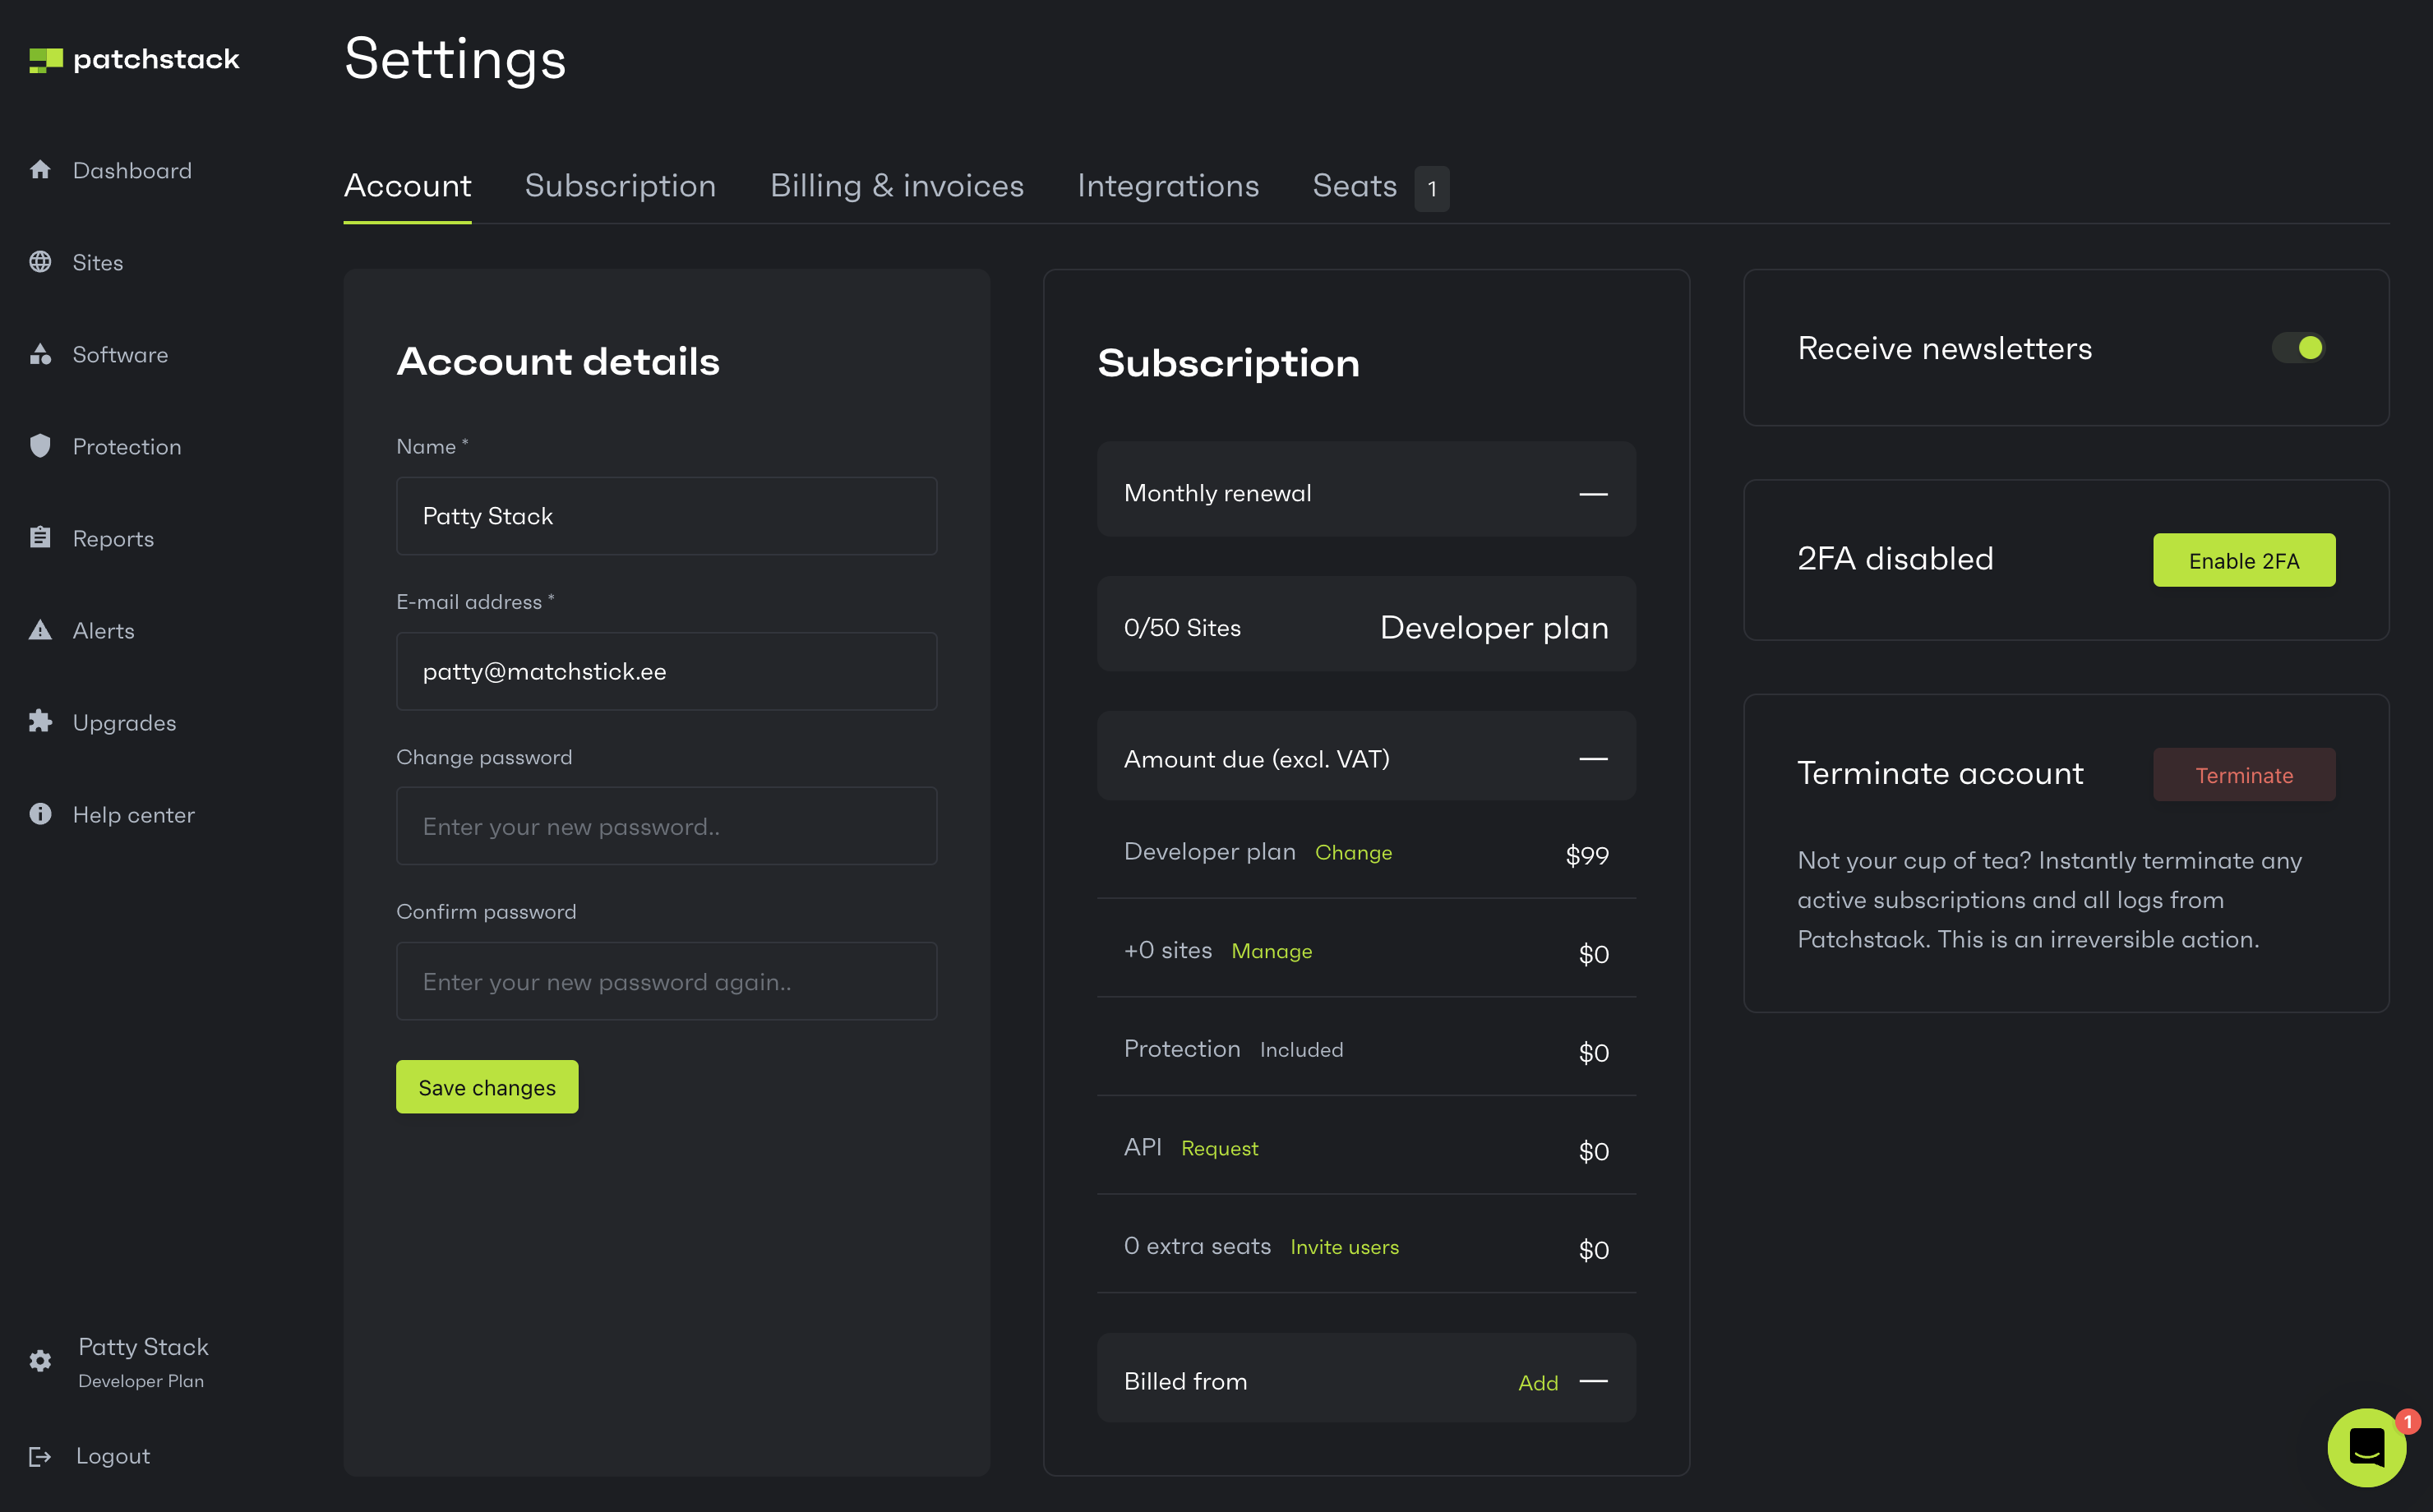 patchstack
Settings
Dashboard
Sites
Software
Protection
Reports
Alerts
Upgrades
Help center
Patty Stack
Developer Plan
Logout
Account Subscription Billing & invoices Integrations Seats 1
Account details
Name *
Patty Stack
E-mail address *
patty@matchstick.ee
Change password
Enter your new password..
Confirm password
Enter your new password again..
Save changes
Subscription
Monthly renewal —
0/50 Sites Developer plan
Amount due (excl. VAT) —
Developer plan Change $99
+0 sites Manage $0
Protection Included $0
API Request $0
0 extra seats Invite users $0
Billed from Add —
Receive newsletters
2FA disabled Enable 2FA
Terminate account Terminate
Not your cup of tea? Instantly terminate any
active subscriptions and all logs from
Patchstack. This is an irreversible action.
1